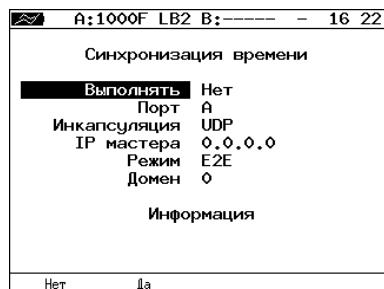 A:1000F LB2 B:----- – 16 22
Синхронизация времени
Выполнять Нет
Порт A
Инкапсуляция UDP
IP мастера 0.0.0.0
Режим E2E
Домен 0
Информация
Нет Да